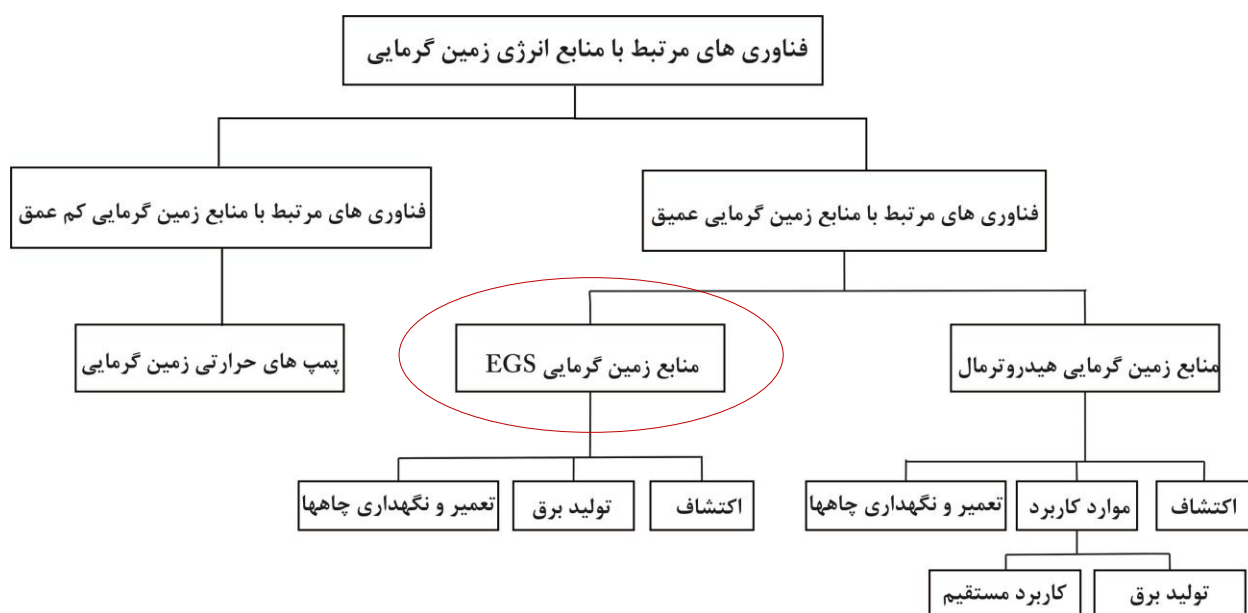 فناوری های مرتبط با منابع انرژی زمین گرمایی
فناوری های مرتبط با منابع زمین گرمایی عمیق
فناوری های مرتبط با منابع زمین گرمایی کم عمق
منابع زمین گرمایی هیدروترمال
منابع زمین گرمایی EGS
پمپ های حرارتی زمین گرمایی
اکتشاف
موارد کاربرد
تعمیر و نگهداری چاهها
اکتشاف
تولید برق
تعمیر و نگهداری چاهها
تولید برق
کاربرد مستقیم